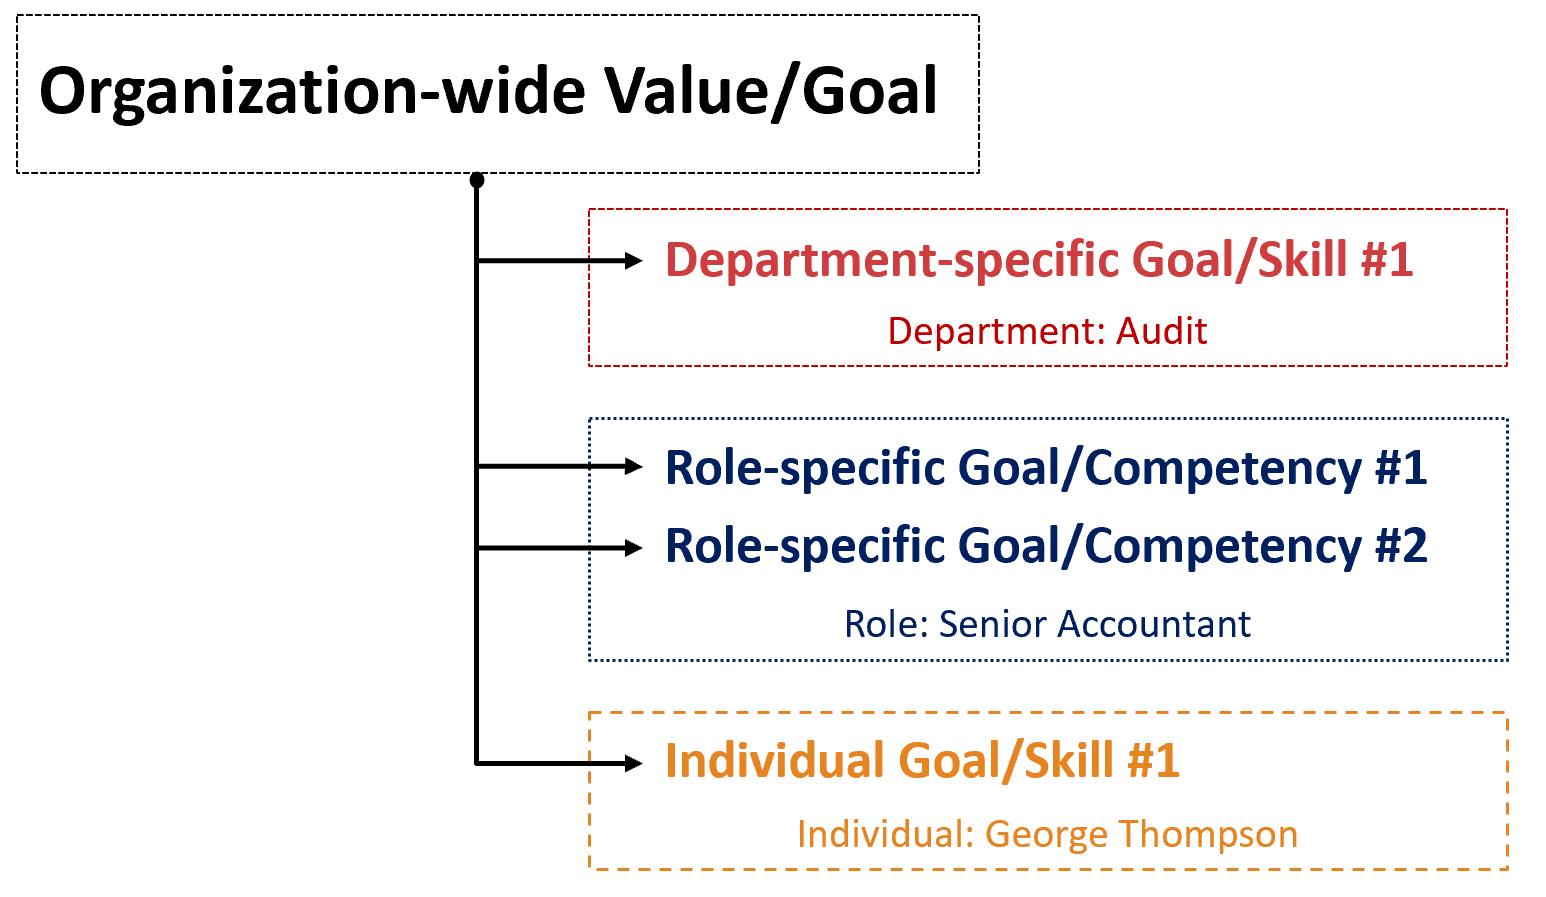 Organization-wide Value/Goal
Department-specific Goal/Skill #1
Department: Audit
Role-specific Goal/Competency #1
Role-specific Goal/Competency #2
Role: Senior Accountant
Individual Goal/Skill #1
Individual: George Thompson